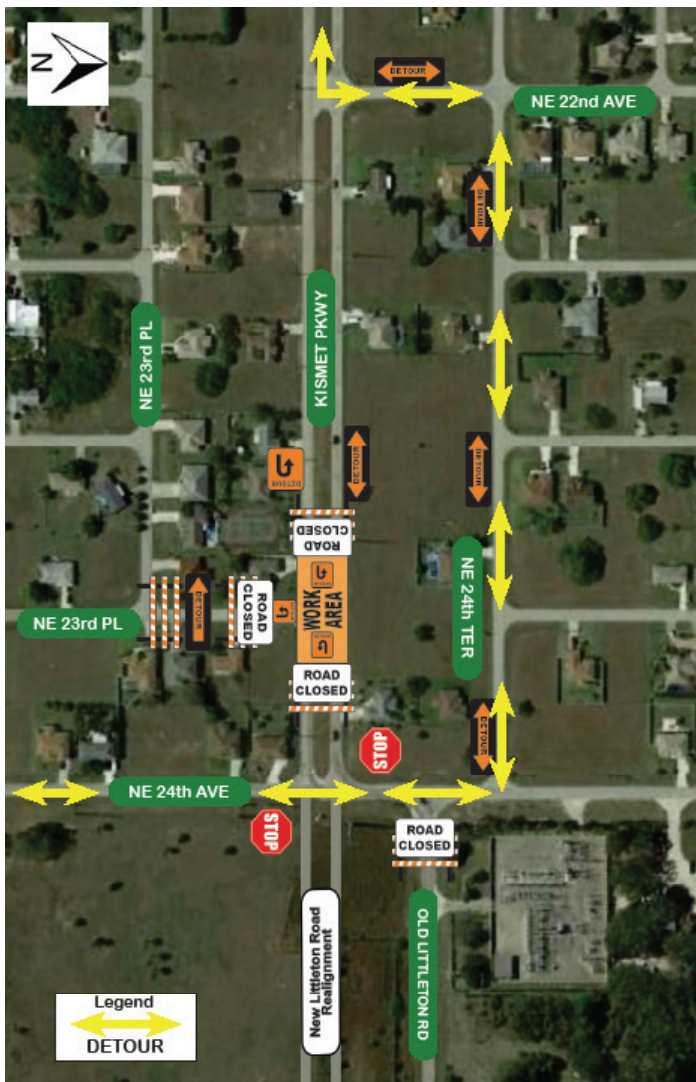 N
DETOUR
NE 22nd AVE
DETOUR
NE 23rd PL
KISMET PKWY
DETOUR
DETOUR
DETOUR
ROAD
CLOSED
NE 24th TER
DETOUR
ROAD
CLOSED
WORK
AREA
NE 23rd PL
ROAD
CLOSED
DETOUR
STOP
NE 24th AVE
STOP
ROAD
CLOSED
New Littleton Road
Realignment
OLD LITTLETON RD
Legend
DETOUR